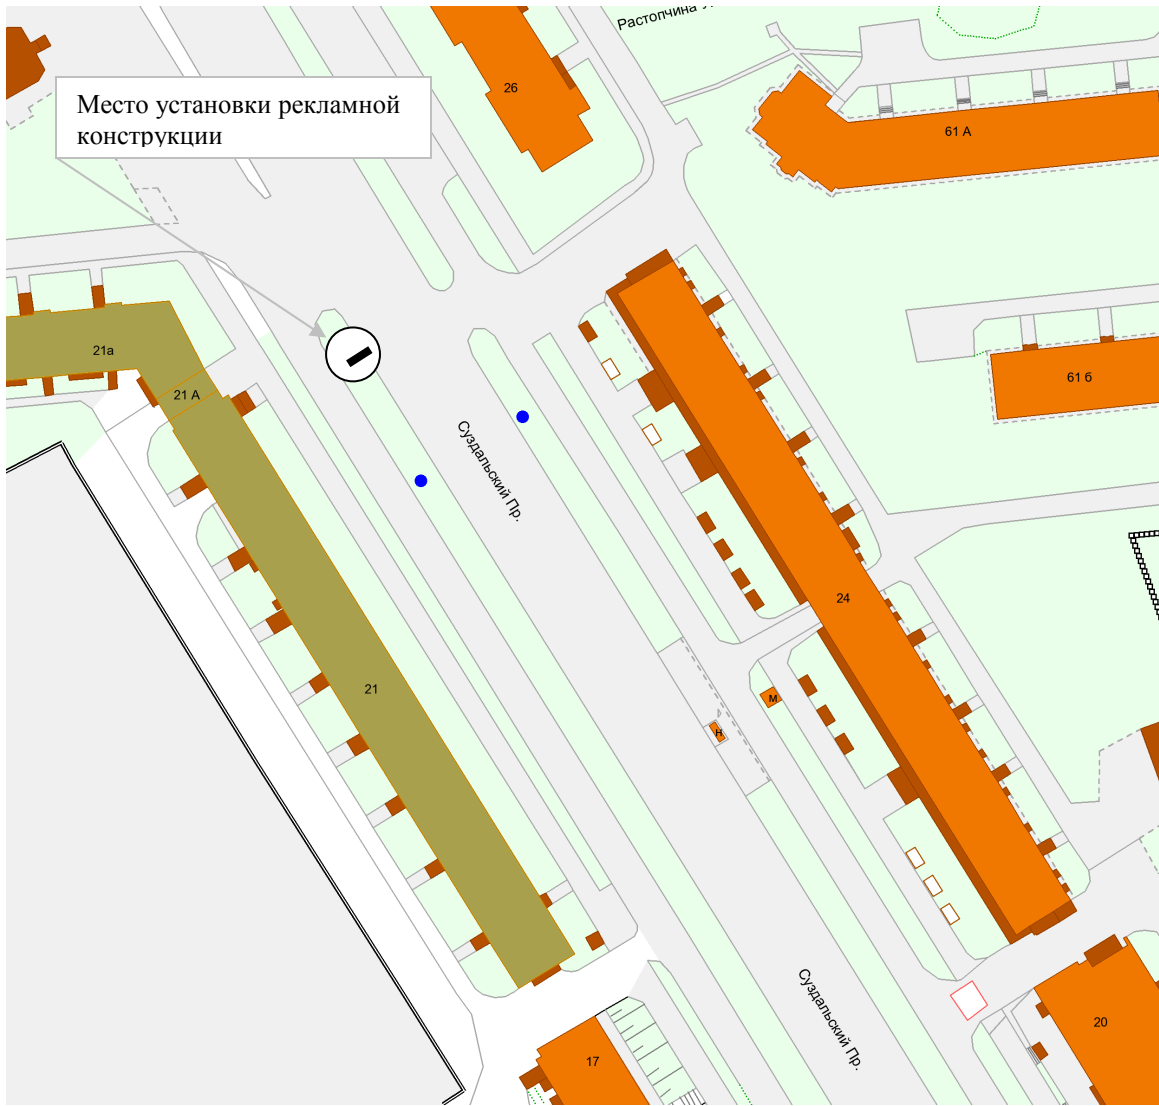 Растопчина
26
Место установки рекламной
конструкции
61 А
21а
21 А
61 б
Суздальский Пр.
24
21
М
Н
Суздальский Пр.
20
17